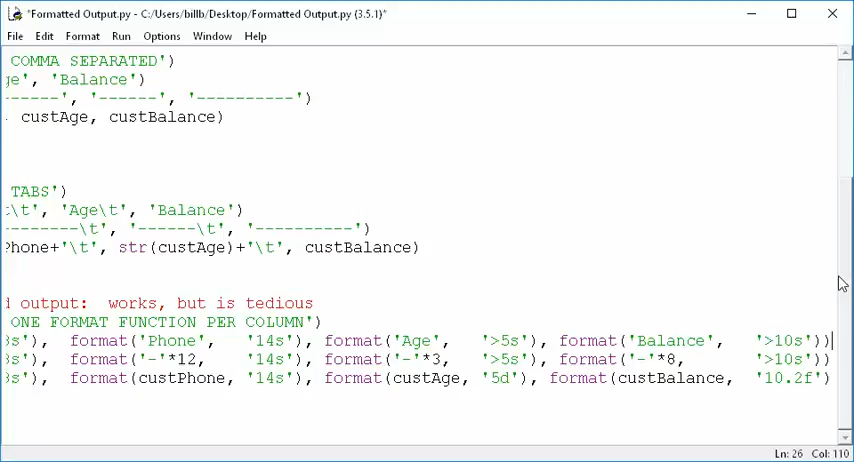 *Formatted Output.py - C:/Users/billb/Desktop/Formatted Output.py (3.5.1)*
File Edit Format Run Options Window Help
COMMA SEPARATED')
ge', 'Balance')
------', '------', '----------')
, custAge, custBalance)
TABS')
\t', 'Age\t', 'Balance')
---------\t', '------\t', '----------')
Phone+'\t', str(custAge)+'\t', custBalance)
d output:  works, but is tedious
ONE FORMAT FUNCTION PER COLUMN')
8s'),  format('Phone',   '14s'), format('Age',    '>5s'), format('Balance',   '>10s'))
8s'),  format('-'*12,    '14s'), format('-'*3,    '>5s'), format('-'*8,       '>10s'))
8s'),  format(custPhone, '14s'), format(custAge, '5d'), format(custBalance,  '10.2f')
Ln: 26 Col: 110